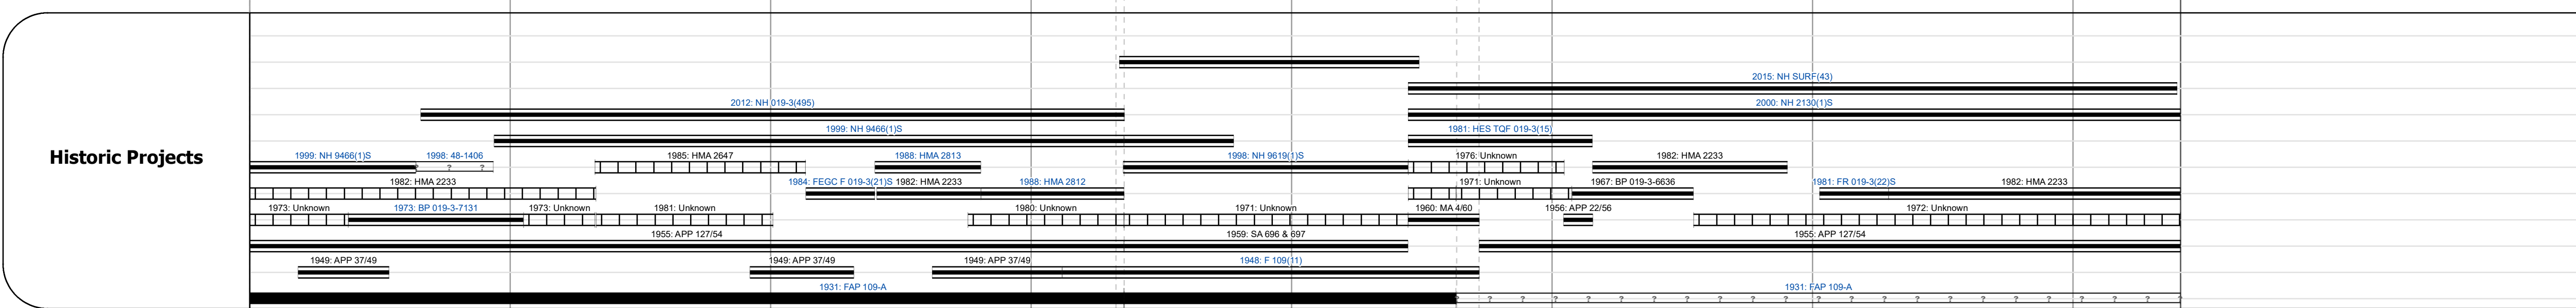 2015: NH SURF(43)
2012: NH 019-3(495) 2000: NH 2130(1)S
1999: NH 9466(1)S 1981: HES TQF 019-3(15)
Historic Projects
1999: NH 9466(1)S 1998: 48-1406 1985: HMA 2647 1988: HMA 2813 1998: NH 9619(1)S 1976: Unknown 1982: HMA 2233
? ?
1982: HMA 2233 1984: FEGC F 019-3(21)S 1982: HMA 2233 1988: HMA 2812 1971: Unknown 1967: BP 019-3-6636 1981: FR 019-3(22)S 1982: HMA 2233
1973: Unknown 1973: BP 019-3-7131 1973: Unknown 1981: Unknown 1980: Unknown 1971: Unknown 1960: MA 4/60 1956: APP 22/56 1972: Unknown
1955: APP 127/54 1959: SA 696 & 697 1955: APP 127/54
1949: APP 37/49 1949: APP 37/49 1949: APP 37/49 1948: F 109(11)
1931: FAP 109-A 1931: FAP 109-A
? ? ? ? ? ? ? ? ? ? ? ? ? ? ? ? ? ? ? ? ? ? ?